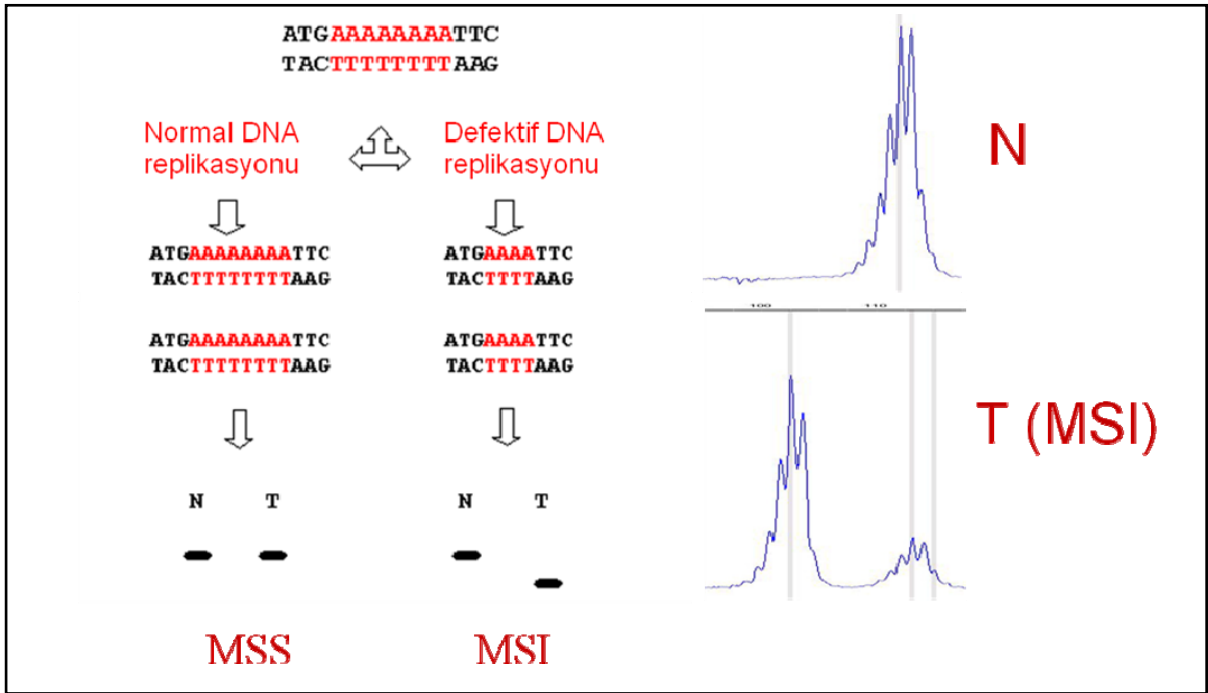 ATGAAAAAAAATTC
TACTTTTTTTTAAG
Normal DNA
replikasyonu
Defektif DNA
replikasyonu
ATGAAAAAAAATTC
TACTTTTTTTTAAG
ATGAAAATTC
TACTTTTAAG
ATGAAAAAAAATTC
TACTTTTTTTTAAG
ATGAAAATTC
TACTTTTAAG
N T
N T
MSS
MSI
N
100 110
T (MSI)